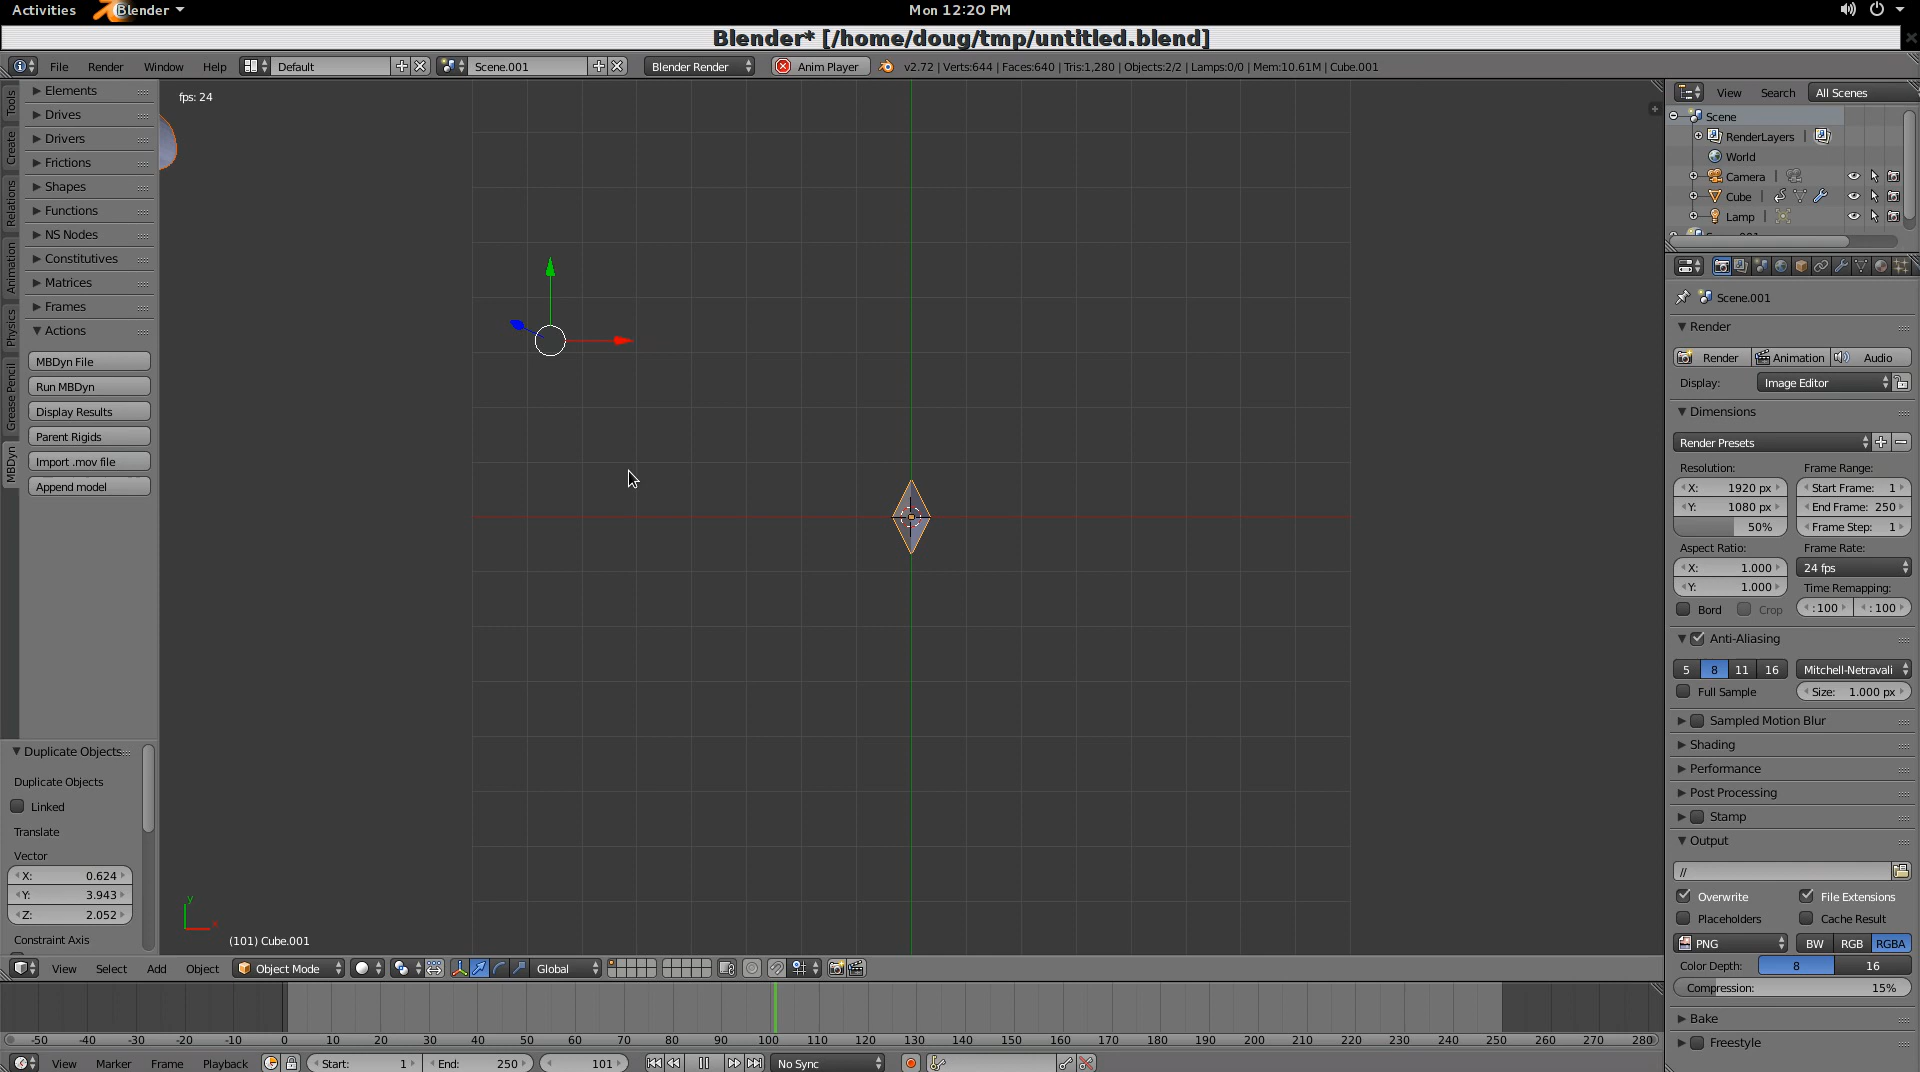 Activities Blender Mon 12:20 PM
Blender* [/home/doug/tmp/untitled.blend]
File Render Window Help Default Scene.001 Blender Render Anim Player v2.72 | Verts:644 | Faces:640 | Tris:1,280 | Objects:2/2 | Lamps:0/0 | Mem:10.61M | Cube.001
Tools
Create
Relations
Animation
Physics
Grease Pencil
MBDyn
Elements
Drives
Drivers
Frictions
Shapes
Functions
NS Nodes
Constitutives
Matrices
Frames
Actions
MBDyn File
Run MBDyn
Display Results
Parent Rigids
Import .mov file
Append model
Duplicate Objects
Duplicate Objects
Linked
Translate
Vector
X: 0.624
Y: 3.943
Z: 2.052
Constraint Axis
fps: 24
y
x
(101) Cube.001
View Select Add Object Object Mode Global
-50 -40 -30 -20 -10 0 10 20 30 40 50 60 70 80 90 100 110 120 130 140 150 160 170 180 190 200 210 220 230 240 250 260 270 280
View Marker Frame Playback Start: 1 End: 250 101 No Sync
View Search All Scenes
Scene
RenderLayers
World
Camera
Cube
Lamp
Scene.001
Render
Render Animation Audio
Display: Image Editor
Dimensions
Render Presets
Resolution: Frame Range:
X: 1920 px Start Frame: 1
Y: 1080 px End Frame: 250
50% Frame Step: 1
Aspect Ratio: Frame Rate:
X: 1.000 24 fps
Y: 1.000 Time Remapping:
Bord Crop :100 : 100
Anti-Aliasing
5 8 11 16 Mitchell-Netravali
Full Sample Size: 1.000 px
Sampled Motion Blur
Shading
Performance
Post Processing
Stamp
Output
//
Overwrite File Extensions
Placeholders Cache Result
PNG BW RGB RGBA
Color Depth: 8 16
Compression: 15%
Bake
Freestyle